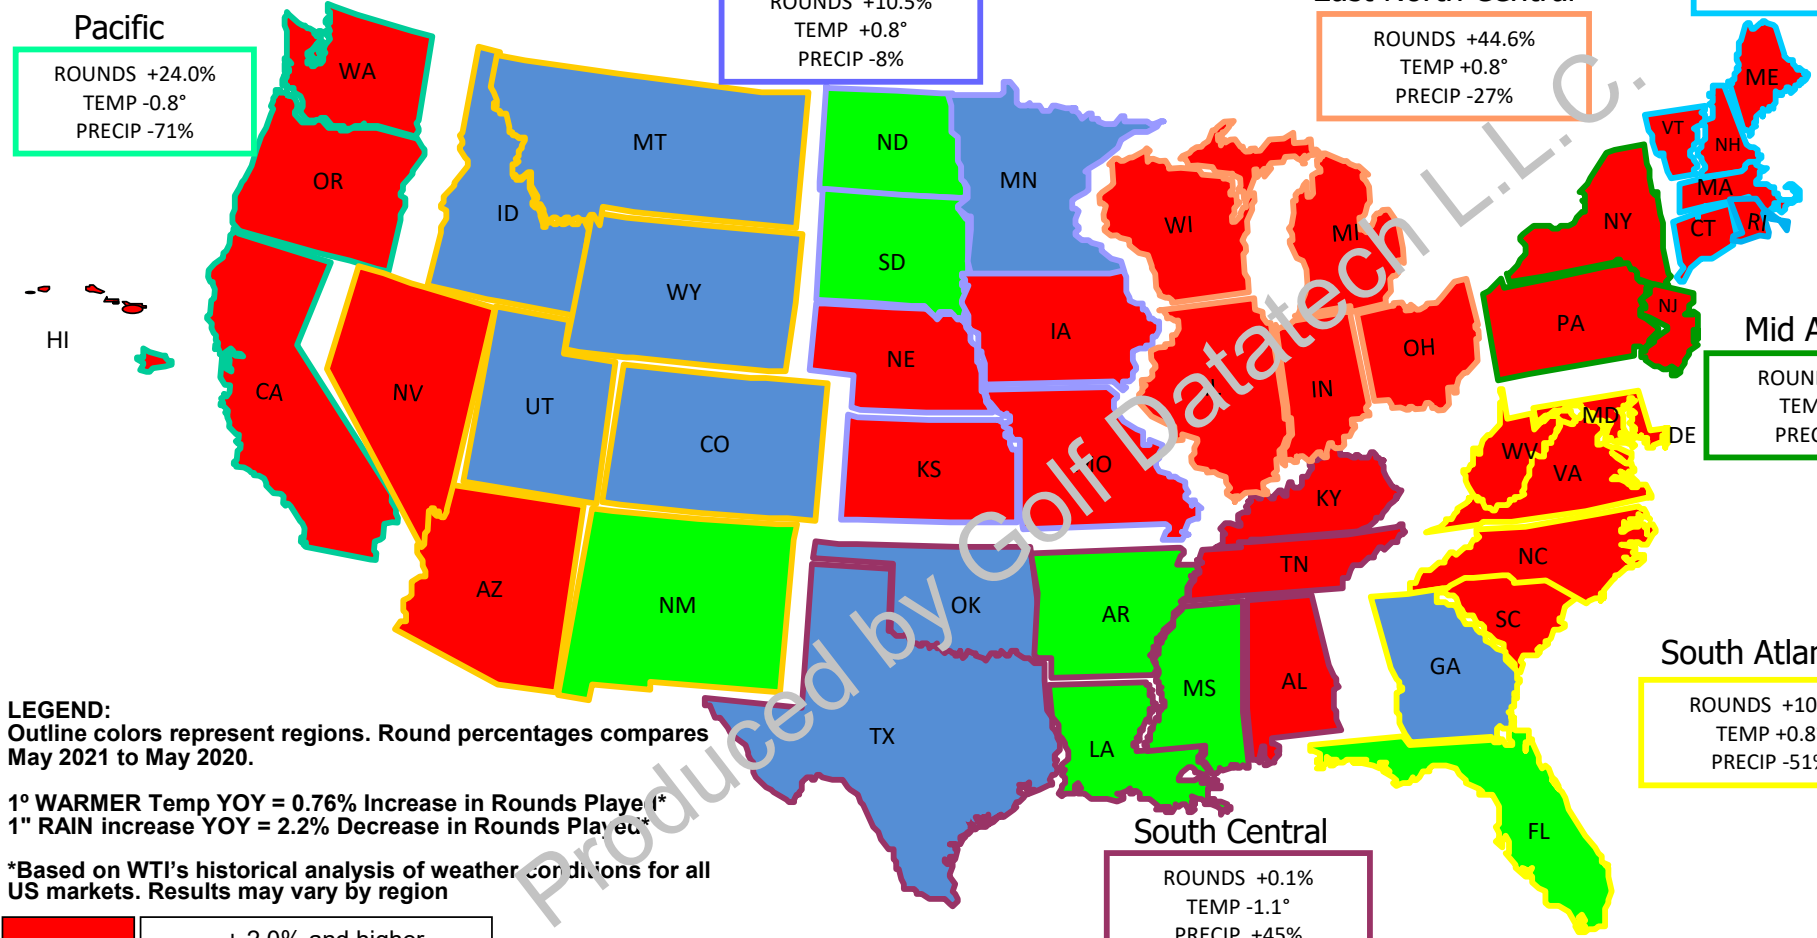 Pacific
ROUNDS +24.0%
TEMP -0.8°
PRECIP -71%
ROUNDS +10.5%
TEMP +0.8°
PRECIP -8%
East North Central
ROUNDS +44.6%
TEMP +0.8°
PRECIP -27%
WA
OR
CA
HI
MT
ID
WY
NV
UT
CO
AZ
NM
ND
SD
MN
NE
IA
KS
WI
MI
IN
OH
KY
TN
OK
TX
AR
LA
MS
AL
ME
VT
NH
MA
CT
RI
NY
PA
NJ
MD
DE
WV
VA
NC
SC
GA
FL
Mid
South
ROUNDS
TEMP +0.8
PRECIP -51%
South Central
ROUNDS +0.1%
TEMP -1.1°
PRECIP +45%
LEGEND:
Outline colors represent regions. Round percentages compares
May 2021 to May 2020.
1º WARMER Temp YOY = 0.76% Increase in Rounds Played*
1" RAIN increase YOY = 2.2% Decrease in Rounds Played*
*Based on WTI's historical analysis of weather conditions for all
US markets. Results may vary by region
+ 2.0% and higher
Produced by Golf Datatech L.L.C.